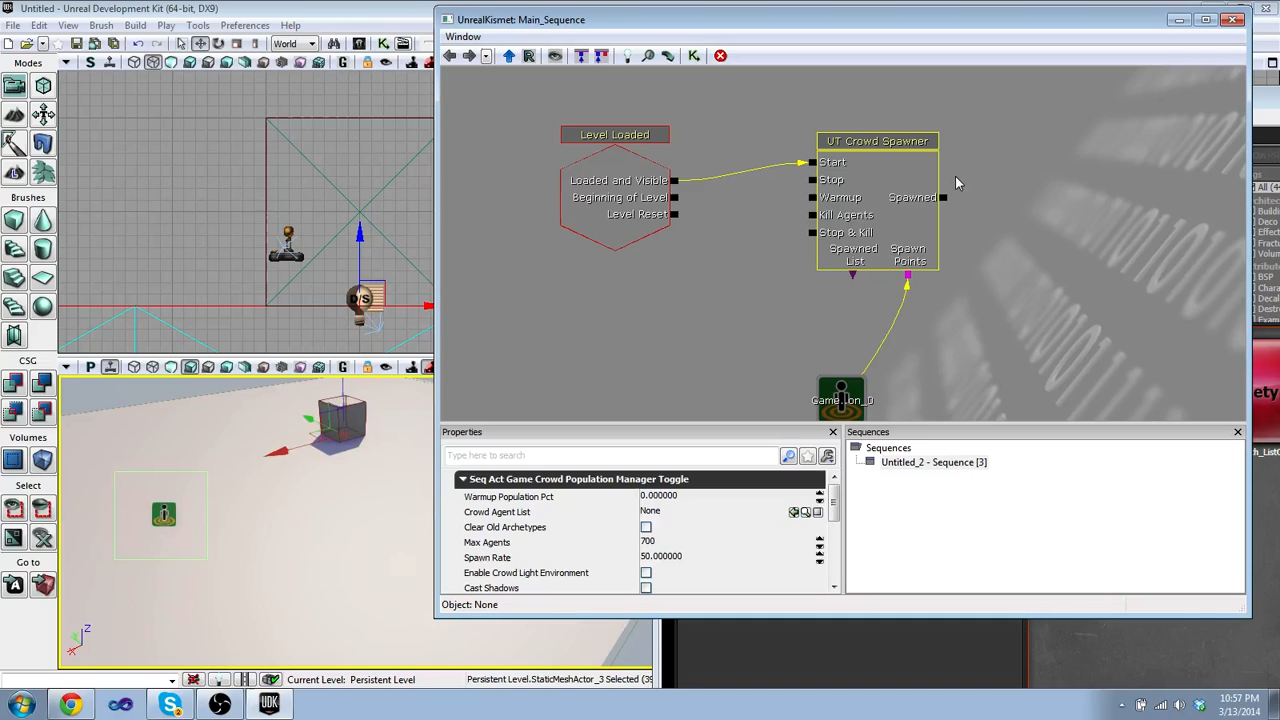 Untitled - Unreal Development Kit (64-bit, DX9)
File Edit View Brush Build Play Tools Preferences
World
Modes
Brushes
CSG
Volumes
Select
Go to
UnrealKismet: Main_Sequence
Window
Level Loaded
Loaded and Visible
Beginning of Level
Level Reset
UT Crowd Spawner
Start
Stop
Warmup Spawned
Kill Agents
Stop & Kill
Spawned Spawn
List Points
Properties
Type here to search
Seq Act Game Crowd Population Manager Toggle
Warmup Population Pct 0.000000
Crowd Agent List None
Clear Old Archetypes
Max Agents 700
Spawn Rate 50.000000
Enable Crowd Light Environment
Cast Shadows
Sequences
Sequences
Untitled_2 - Sequence [3]
Object: None
D/S
Z
X
Current Level: Persistent Level
Persistent Level.StaticMeshActor_3 Selected
UDK
10:57 PM
3/13/2014